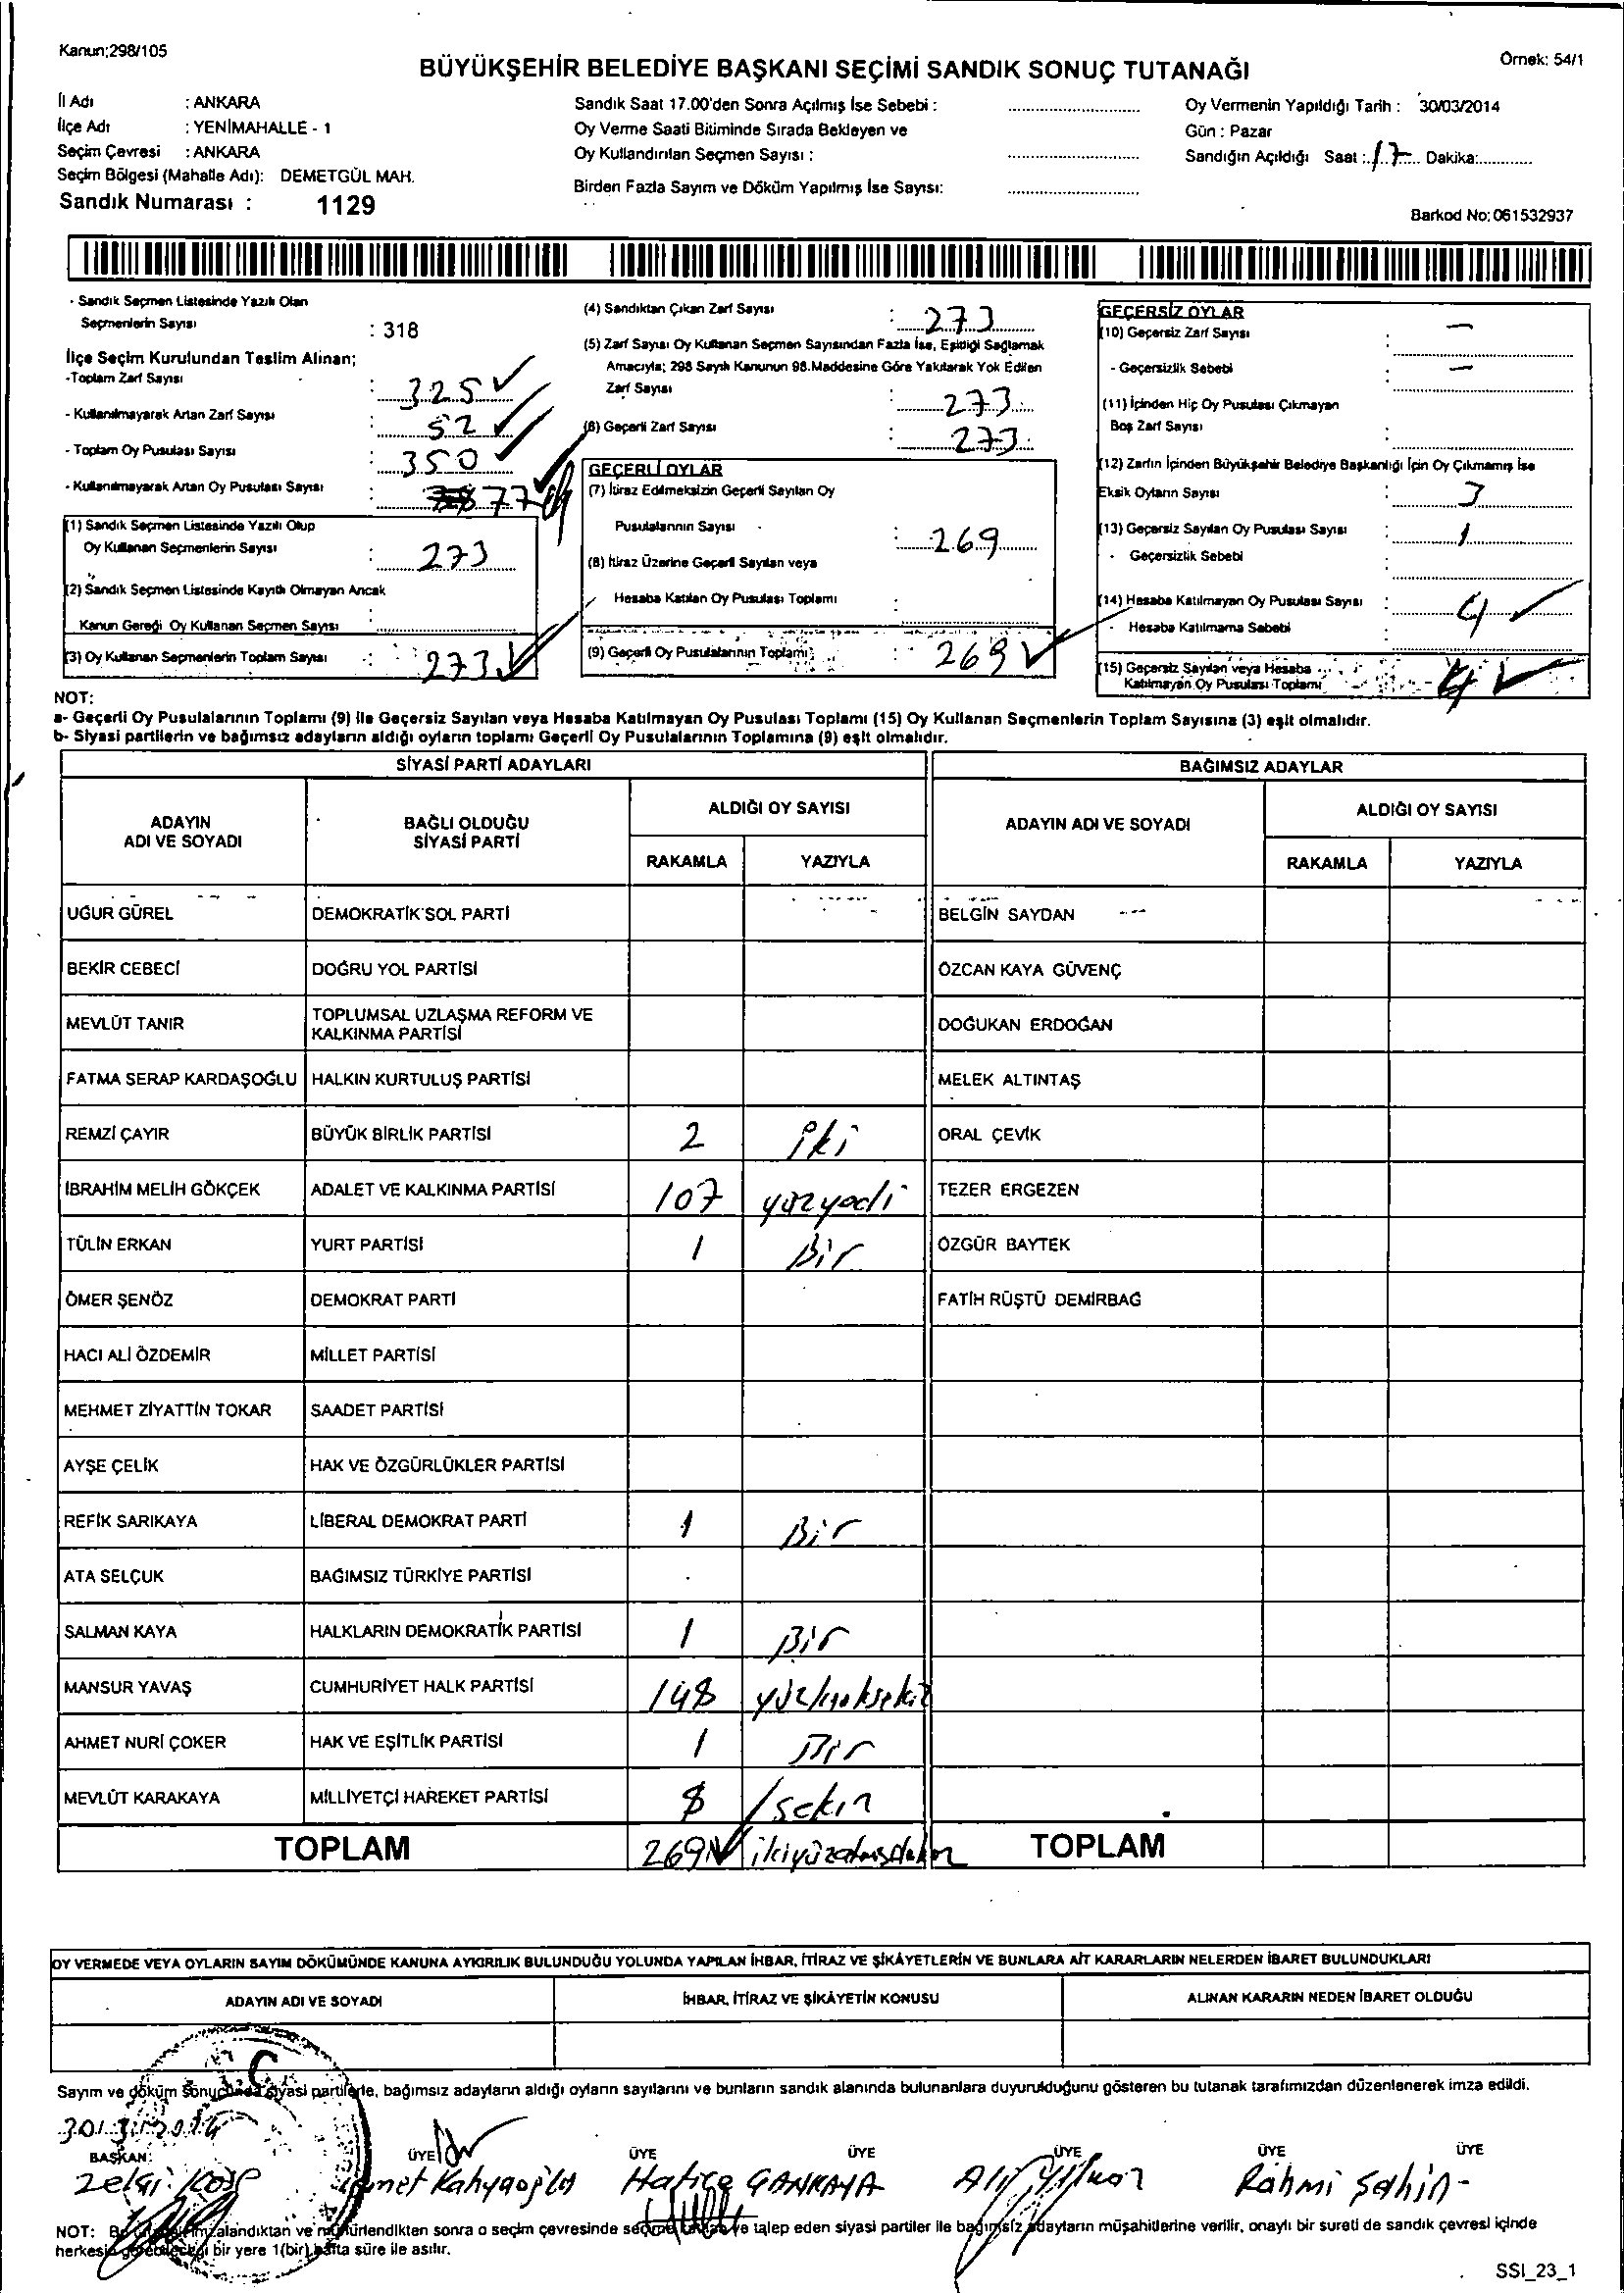 Kanun;298/105
Örnek: 54/1
BÜYÜKŞEHİR BELEDİYE BAŞKANI SEÇİMİ SANDIK SONUÇ TUTANAĞI
İl Adı : ANKARA
İlçe Adı : YENİMAHALLE - 1
Seçim Çevresi : ANKARA
Seçim Bölgesi (Mahalle Adı): DEMETGÜL MAH.
Sandık Numarası : 1129
Sandık Saat 17.00'den Sonra Açılmış İse Sebebi :
Oy Verme Saati Bitiminde Sırada Bekleyen ve
Oy Kullandırılan Seçmen Sayısı :
Birden Fazla Sayım ve Döküm Yapılmış İse Sayısı:
Oy Vermenin Yapıldığı Tarih : 30/03/2014
Gün : Pazar
Sandığın Açıldığı Saat : 17 Dakika:
Barkod No: 061532937
- Sandık Seçmen Listesinde Yazılı Olan
Seçmenlerin Sayısı : 318
İlçe Seçim Kurulundan Teslim Alınan;
-Toplam Zarf Sayısı : 325
- Kullanılmayarak Artan Zarf Sayısı : 52
- Toplam Oy Pusulası Sayısı : 350
- Kullanılmayarak Artan Oy Pusulası Sayısı : 77
(1) Sandık Seçmen Listesinde Yazılı Olup
Oy Kullanan Seçmenlerin Sayısı : 273
(2) Sandık Seçmen Listesinde Kayıtlı Olmayan Ancak
Kanun Gereği Oy Kullanan Seçmen Sayısı :
(3) Oy Kullanan Seçmenlerin Toplam Sayısı : 273
(4) Sandıktan Çıkan Zarf Sayısı : 273
(5) Zarf Sayısı Oy Kullanan Seçmen Sayısından Fazla İse, Eşitliği Sağlamak
Amacıyla; 298 Sayılı Kanunun 98.Maddesine Göre Yakılarak Yok Edilen
Zarf Sayısı : 273
(6) Geçerli Zarf Sayısı : 273
GEÇERLİ OYLAR
(7) İtiraz Edilmeksizin Geçerli Sayılan Oy
Pusulalarının Sayısı : 269
(8) İtiraz Üzerine Geçerli Sayılan veya
Hesaba Katılan Oy Pusulası Toplamı :
(9) Geçerli Oy Pusulalarının Toplamı : 269
GEÇERSİZ OYLAR
(10) Geçersiz Zarf Sayısı : —
- Geçersizlik Sebebi : —
(11) İçinden Hiç Oy Pusulası Çıkmayan
Boş Zarf Sayısı :
(12) Zarfın İçinden Büyükşehir Belediye Başkanlığı İçin Oy Çıkmamış İse
Eksik Oyların Sayısı : 3
(13) Geçersiz Sayılan Oy Pusulası Sayısı : 1
- Geçersizlik Sebebi :
(14) Hesaba Katılmayan Oy Pusulası Sayısı : 4
- Hesaba Katılmama Sebebi :
(15) Geçersiz Sayılan veya Hesaba
Katılmayan Oy Pusulası Toplamı : 4
NOT:
a- Geçerli Oy Pusulalarının Toplamı (9) ile Geçersiz Sayılan veya Hesaba Katılmayan Oy Pusulası Toplamı (15) Oy Kullanan Seçmenlerin Toplam Sayısına (3) eşit olmalıdır.
b- Siyasi partilerin ve bağımsız adayların aldığı oyların toplamı Geçerli Oy Pusulalarının Toplamına (9) eşit olmalıdır.
SİYASİ PARTİ ADAYLARI
BAĞIMSIZ ADAYLAR
ADAYIN ADI VE SOYADI
BAĞLI OLDUĞU SİYASİ PARTİ
ALDIĞI OY SAYISI
RAKAMLA YAZIYLA
ADAYIN ADI VE SOYADI
ALDIĞI OY SAYISI
RAKAMLA YAZIYLA
UĞUR GÜREL DEMOKRATİK SOL PARTİ BELGİN SAYDAN
BEKİR CEBECİ DOĞRU YOL PARTİSİ ÖZCAN KAYA GÜVENÇ
MEVLÜT TANIR TOPLUMSAL UZLAŞMA REFORM VE KALKINMA PARTİSİ DOĞUKAN ERDOĞAN
FATMA SERAP KARDAŞOĞLU HALKIN KURTULUŞ PARTİSİ MELEK ALTINTAŞ
REMZİ ÇAYIR BÜYÜK BİRLİK PARTİSİ 2 iki ORAL ÇEVİK
İBRAHİM MELİH GÖKÇEK ADALET VE KALKINMA PARTİSİ 107 yüzyedi TEZER ERGEZEN
TÜLİN ERKAN YURT PARTİSİ 1 Bir ÖZGÜR BAYTEK
ÖMER ŞENÖZ DEMOKRAT PARTİ FATİH RÜŞTÜ DEMİRBAĞ
HACI ALİ ÖZDEMİR MİLLET PARTİSİ
MEHMET ZİYATTİN TOKAR SAADET PARTİSİ
AYŞE ÇELİK HAK VE ÖZGÜRLÜKLER PARTİSİ
REFİK SARIKAYA LİBERAL DEMOKRAT PARTİ 1 Bir
ATA SELÇUK BAĞIMSIZ TÜRKİYE PARTİSİ
SALMAN KAYA HALKLARIN DEMOKRATİK PARTİSİ 1 Bir
MANSUR YAVAŞ CUMHURİYET HALK PARTİSİ 148
AHMET NURİ ÇOKER HAK VE EŞİTLİK PARTİSİ 1 Bir
MEVLÜT KARAKAYA MİLLİYETÇİ HAREKET PARTİSİ 8 sekiz
TOPLAM 269 TOPLAM
OY VERMEDE VEYA OYLARIN SAYIM DÖKÜMÜNDE KANUNA AYKIRILIK BULUNDUĞU YOLUNDA YAPILAN İHBAR, İTİRAZ VE ŞİKÂYETLERİN VE BUNLARA AİT KARARLARIN NELERDEN İBARET BULUNDUKLARI
ADAYIN ADI VE SOYADI İHBAR, İTİRAZ VE ŞİKÂYETİN KONUSU ALINAN KARARIN NEDEN İBARET OLDUĞU
Sayım ve döküm sonucunda siyasi partilerle, bağımsız adayların aldığı oyların sayılarını ve bunların sandık alanında bulunanlara duyurulduğunu gösteren bu tutanak tarafımızdan düzenlenerek imza edildi.
30/3/2014
BAŞKAN: ÜYE ÜYE ÜYE ÜYE ÜYE ÜYE
Hatice ÇANKAYA Ali Yılmaz Rahmi Şahin
NOT: Bu tutanak imzalandıktan ve mühürlendikten sonra o seçim çevresinde seçime katılan ve talep eden siyasi partiler ile bağımsız adayların müşahitlerine verilir, onaylı bir sureti de sandık çevresi içinde
herkesin görebileceği bir yere 1(bir) hafta süre ile asılır.
SSI_23_1